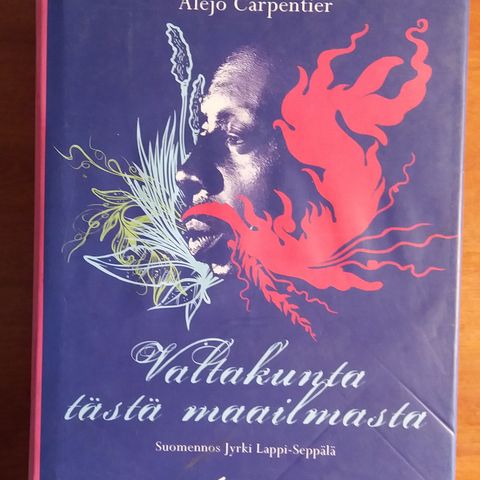 Alejo Carpentier
Valtakunta
tästä maailmasta
Suomennos Jyrki Lappi-Seppälä